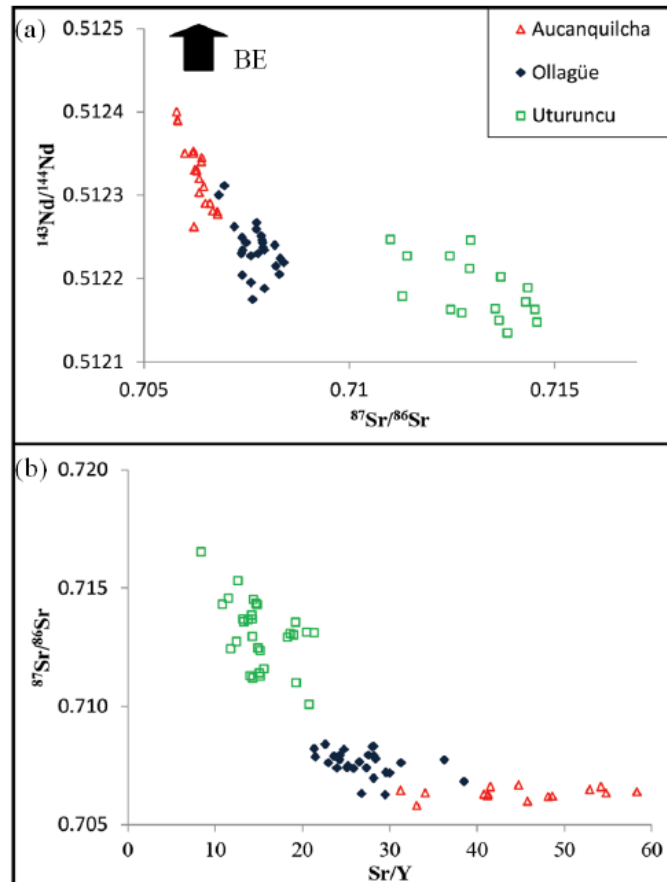 (a)
0.5125
0.5124
0.5123
0.5122
0.5121
¹⁴³Nd/¹⁴⁴Nd
BE
Aucanquilcha
Ollagüe
Uturuncu
0.705
0.71
0.715
⁸⁷Sr/⁸⁶Sr
(b)
0.720
0.715
0.710
0.705
⁸⁷Sr/⁸⁶Sr
0
10
20
30
40
50
60
Sr/Y